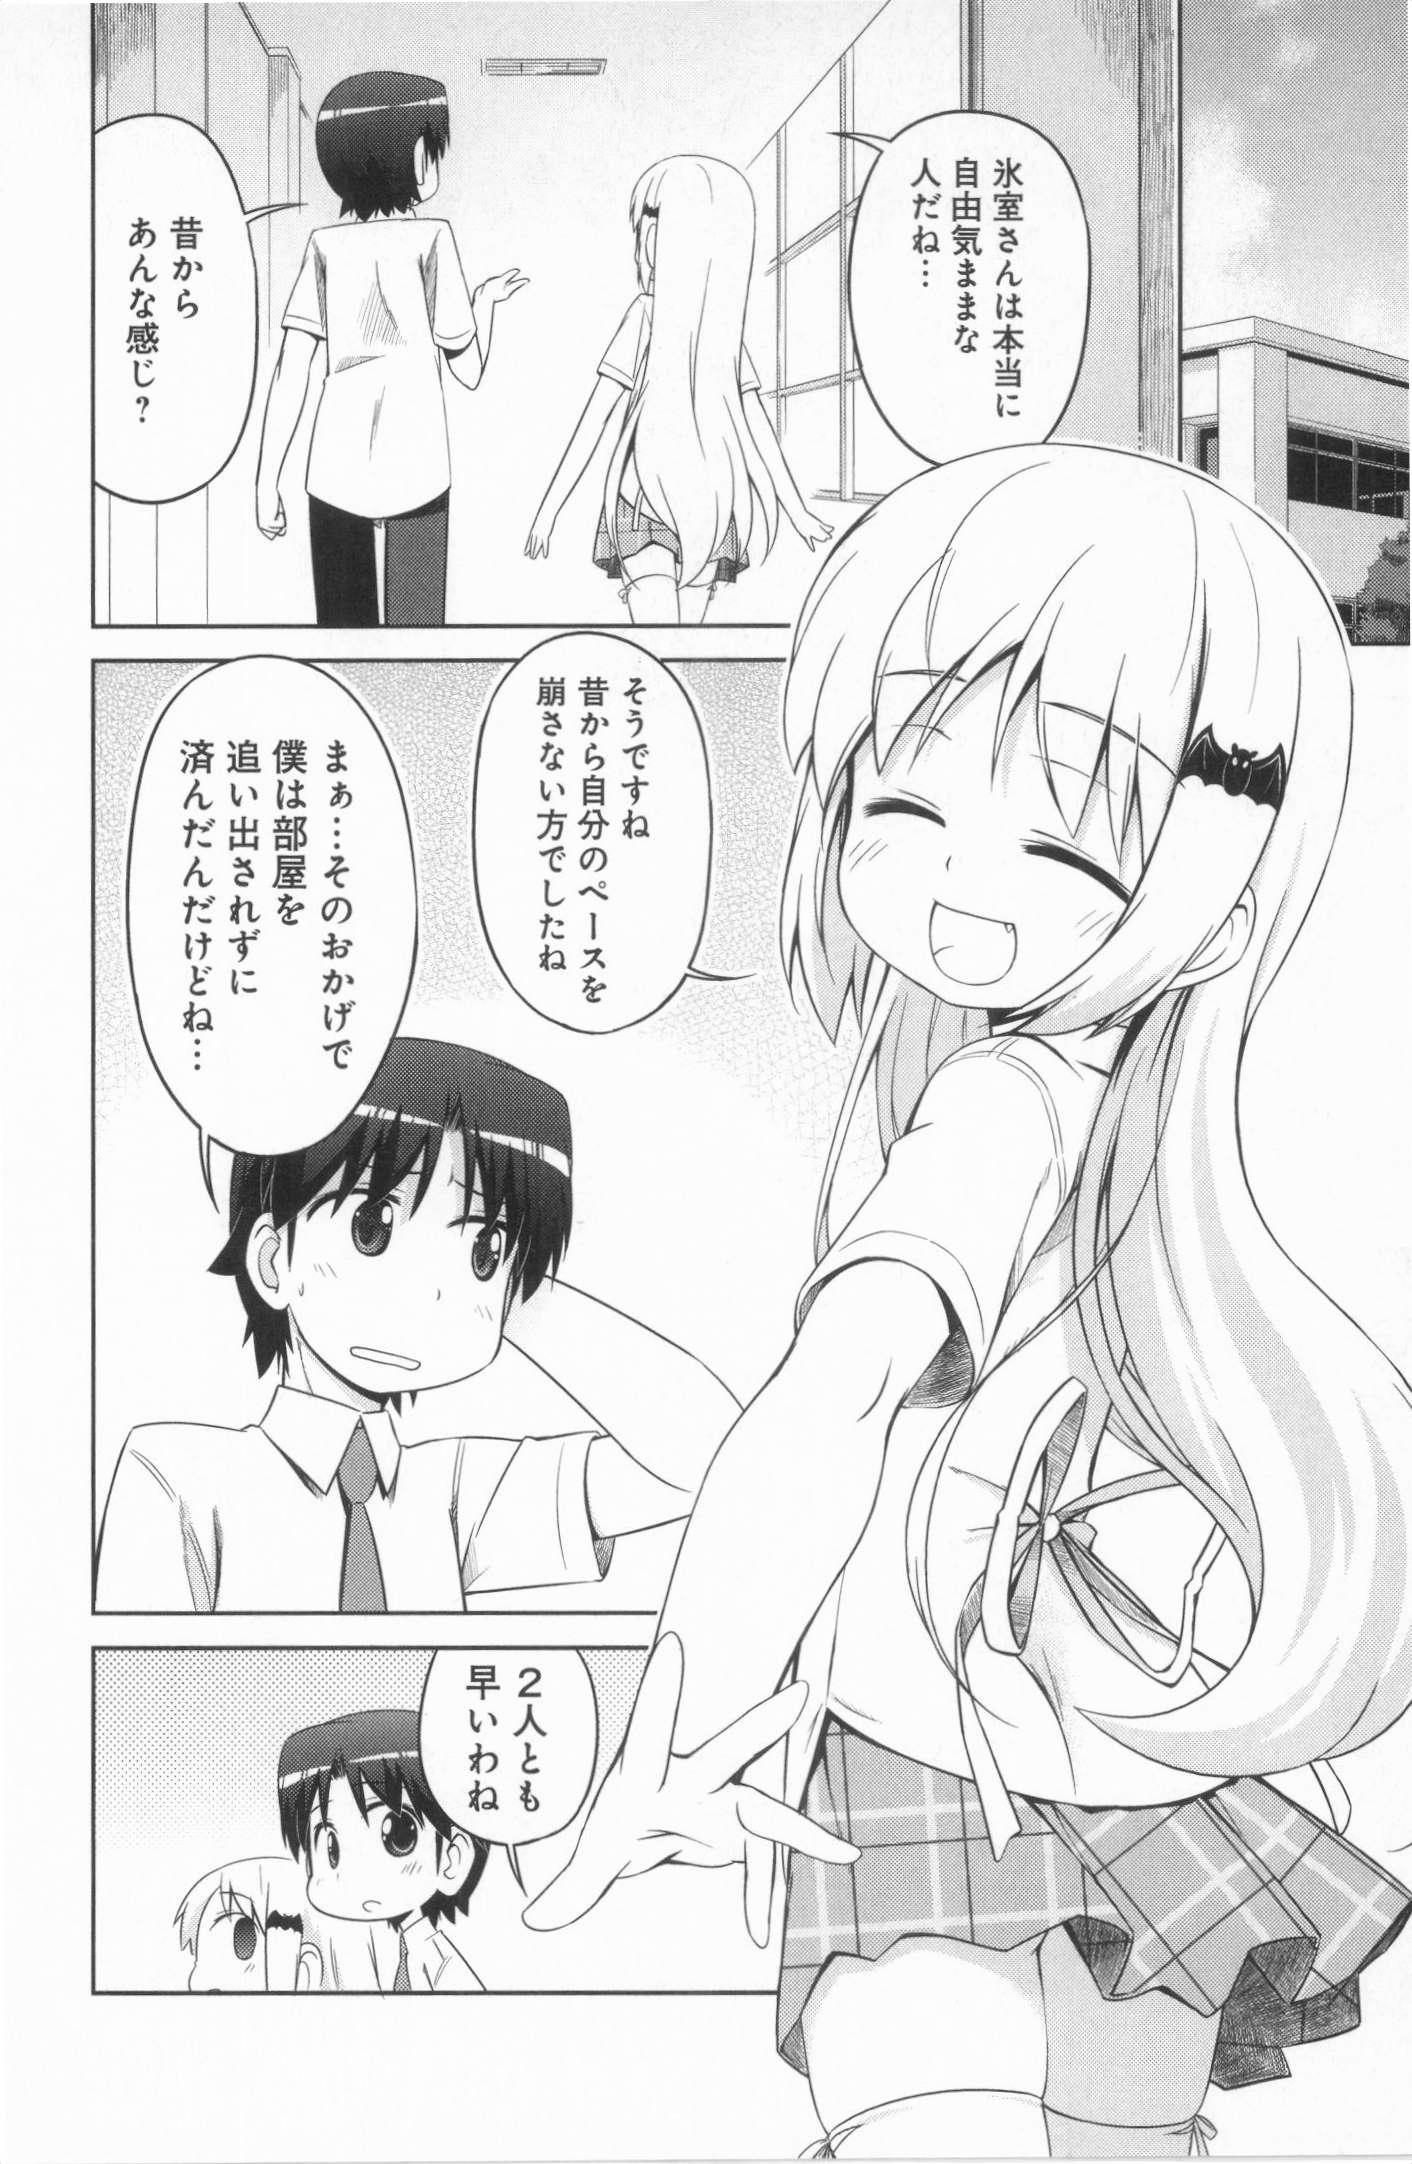 氷室さんは本当に
自由気ままな
人だね…
昔から
あんな感じ?
そうですね
昔から自分のペースを
崩さない方でしたね
まぁ…そのおかげで
僕は部屋を
追い出されずに
済んだんだけどね…
2人とも
早いわね